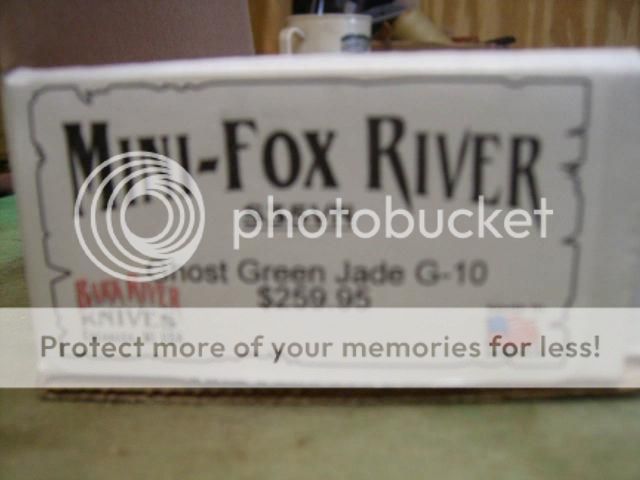 MINI-FOX RIVER
photobucket
Ghost Green Jade G-10
$259.95
BARK RIVER
KNIVES
Protect more of your memories for less!